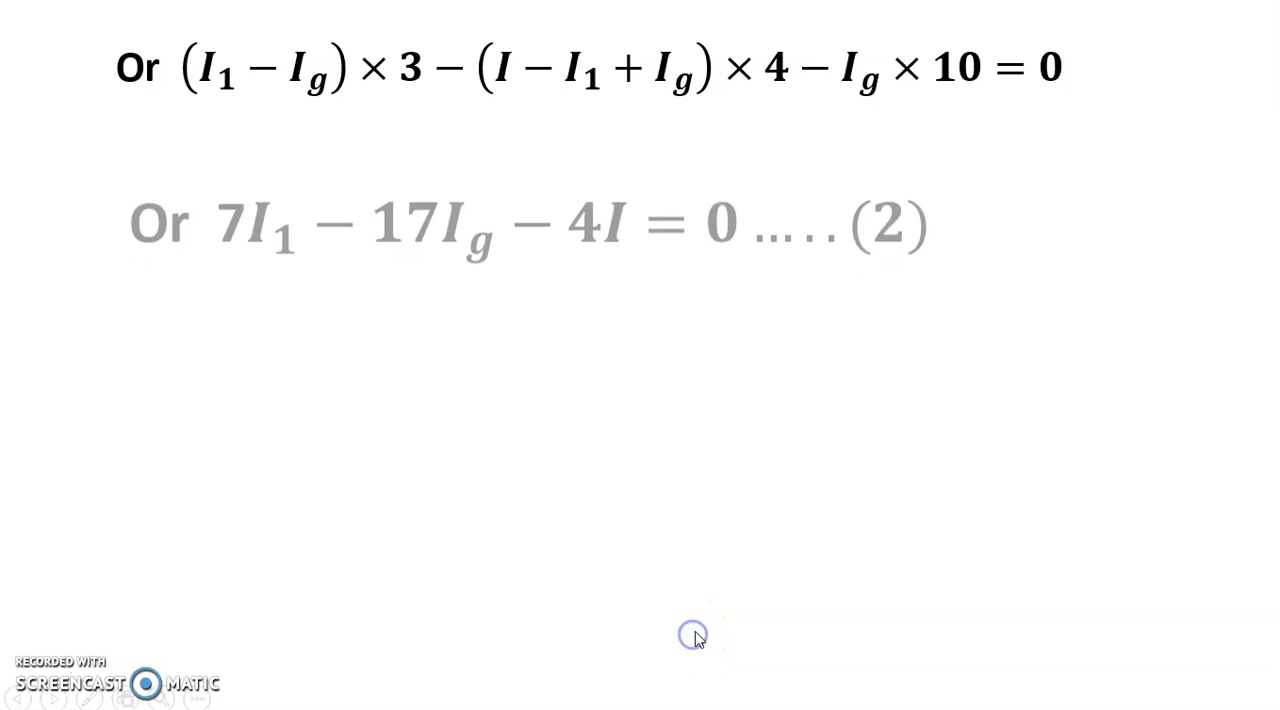 Or (I₁ − I_g) × 3 − (I − I₁ + I_g) × 4 − I_g × 10 = 0
Or 7I₁ − 17I_g − 4I = 0 ... . . (2)
RECORDED WITH
SCREENCAST MATIC